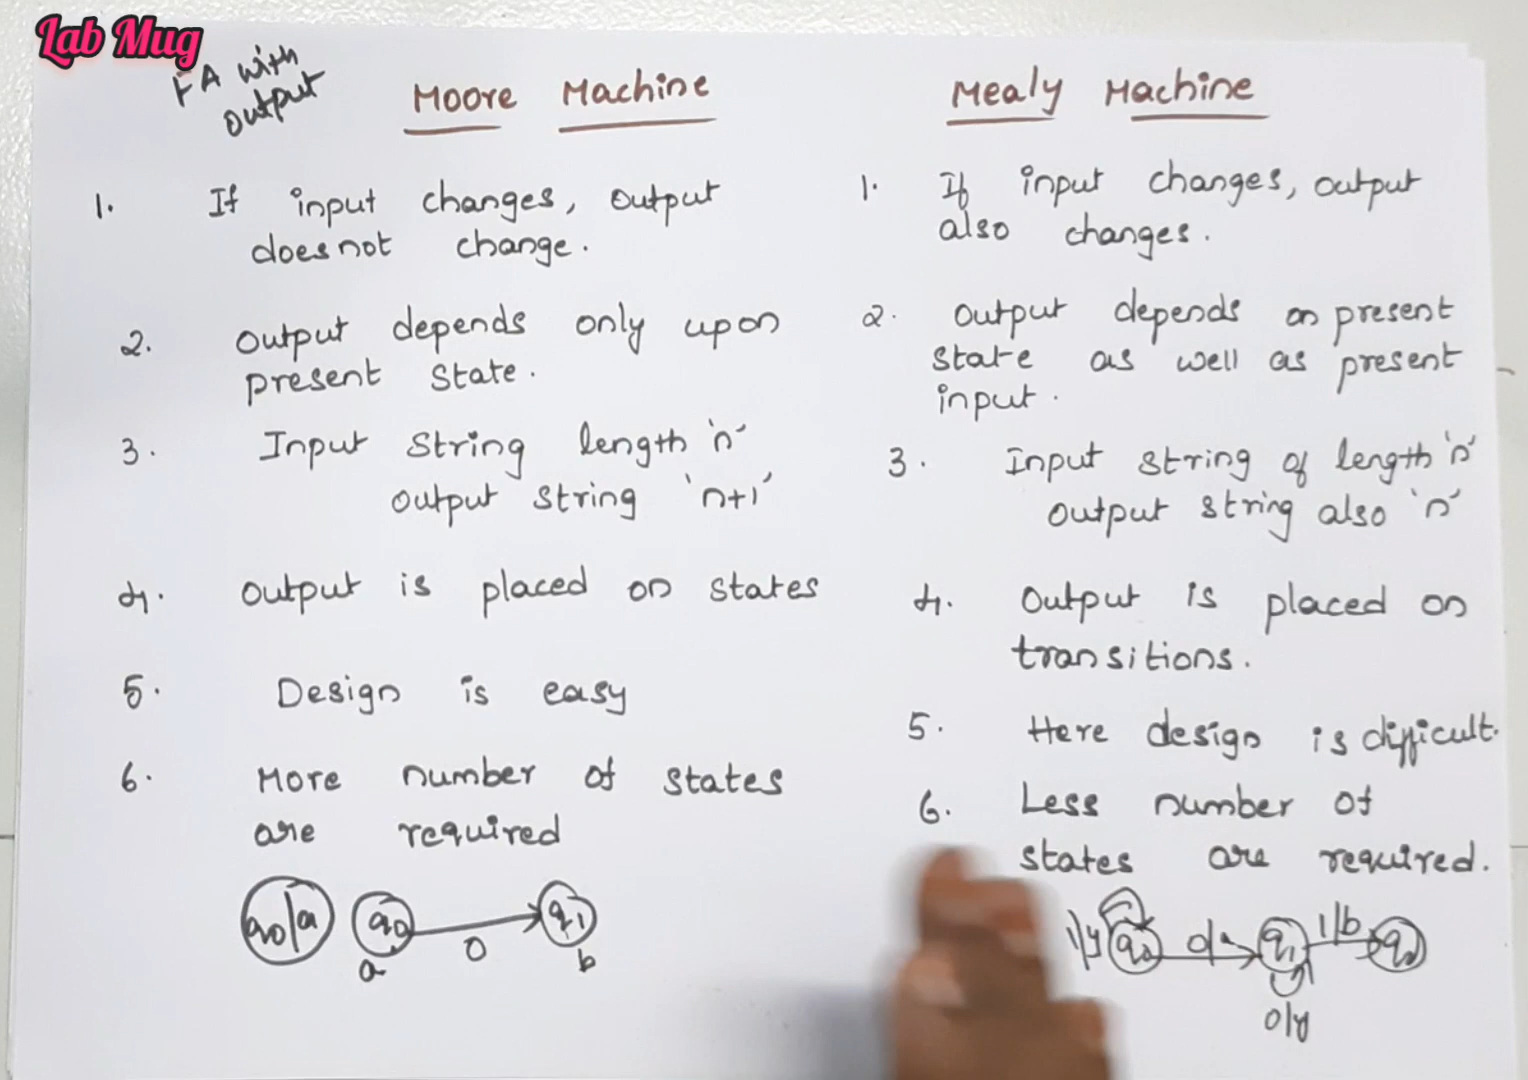 Lab Mug
FA with
output
Moore Machine
1. If input changes, output
does not change.
2. Output depends only upon
present state.
3. Input string length 'n'
output string 'n+1'
4. Output is placed on states
5. Design is easy
6. More number of states
are required
q0/a
q0
0
q1
a
b
Mealy Machine
1. If input changes, output
also changes.
2. Output depends on present
state as well as present
input.
3. Input string of length 'n'
output string also 'n'
4. Output is placed on
transitions.
5. Here design is difficult.
6. Less number of
states are required.
1/y
q0
0/a
q1
1/b
0/y